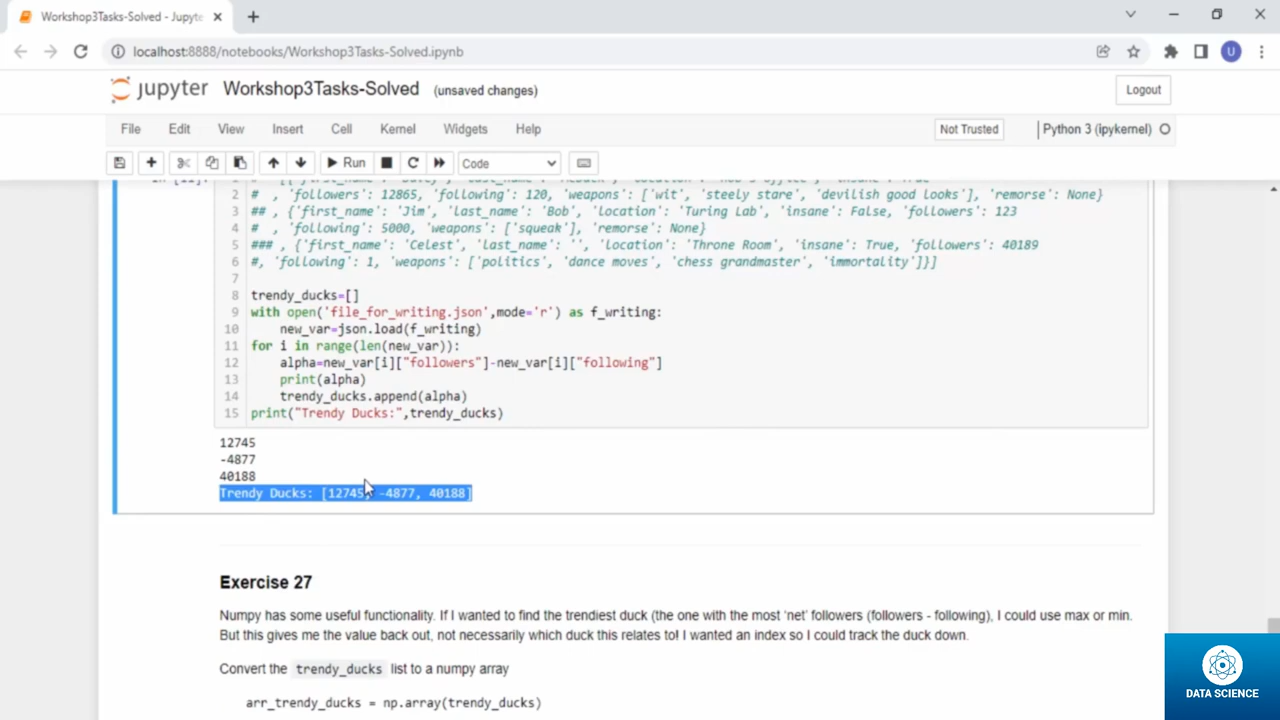 Workshop3Tasks-Solved - Jupyte
localhost:8888/notebooks/Workshop3Tasks-Solved.ipynb
U
jupyter Workshop3Tasks-Solved (unsaved changes)
Logout
File Edit View Insert Cell Kernel Widgets Help
Not Trusted
Python 3 (ipykernel)
Run
Code
2 # , 'followers': 12865, 'following': 120, 'weapons': ['wit', 'steely stare', 'devilish good looks'], 'remorse': None}
3 ## , {'first_name': 'Jim', 'last_name': 'Bob', 'location': 'Turing Lab', 'insane': False, 'followers': 123
4 # , 'following': 5000, 'weapons': ['squeak'], 'remorse': None}
5 ### , {'first_name': 'Celest', 'last_name': '', 'location': 'Throne Room', 'insane': True, 'followers': 40189
6 #, 'following': 1, 'weapons': ['politics', 'dance moves', 'chess grandmaster', 'immortality']}]
7
8 trendy_ducks=[]
9 with open('file_for_writing.json',mode='r') as f_writing:
10 new_var=json.load(f_writing)
11 for i in range(len(new_var)):
12 alpha=new_var[i]["followers"]-new_var[i]["following"]
13 print(alpha)
14 trendy_ducks.append(alpha)
15 print("Trendy Ducks:",trendy_ducks)
12745
-4877
40188
Trendy Ducks: [12745, -4877, 40188]
Exercise 27
Numpy has some useful functionality. If I wanted to find the trendiest duck (the one with the most 'net' followers (followers - following), I could use max or min.
But this gives me the value back out, not necessarily which duck this relates to! I wanted an index so I could track the duck down.
Convert the trendy_ducks list to a numpy array
arr_trendy_ducks = np.array(trendy_ducks)
DATA SCIENCE